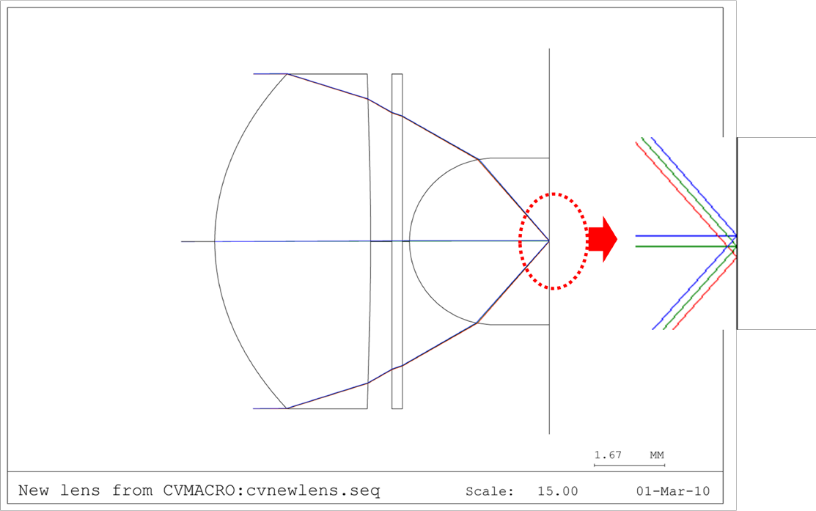 1.67 MM
New lens from CVMACRO:cvnewlens.seq Scale: 15.00 01-Mar-10